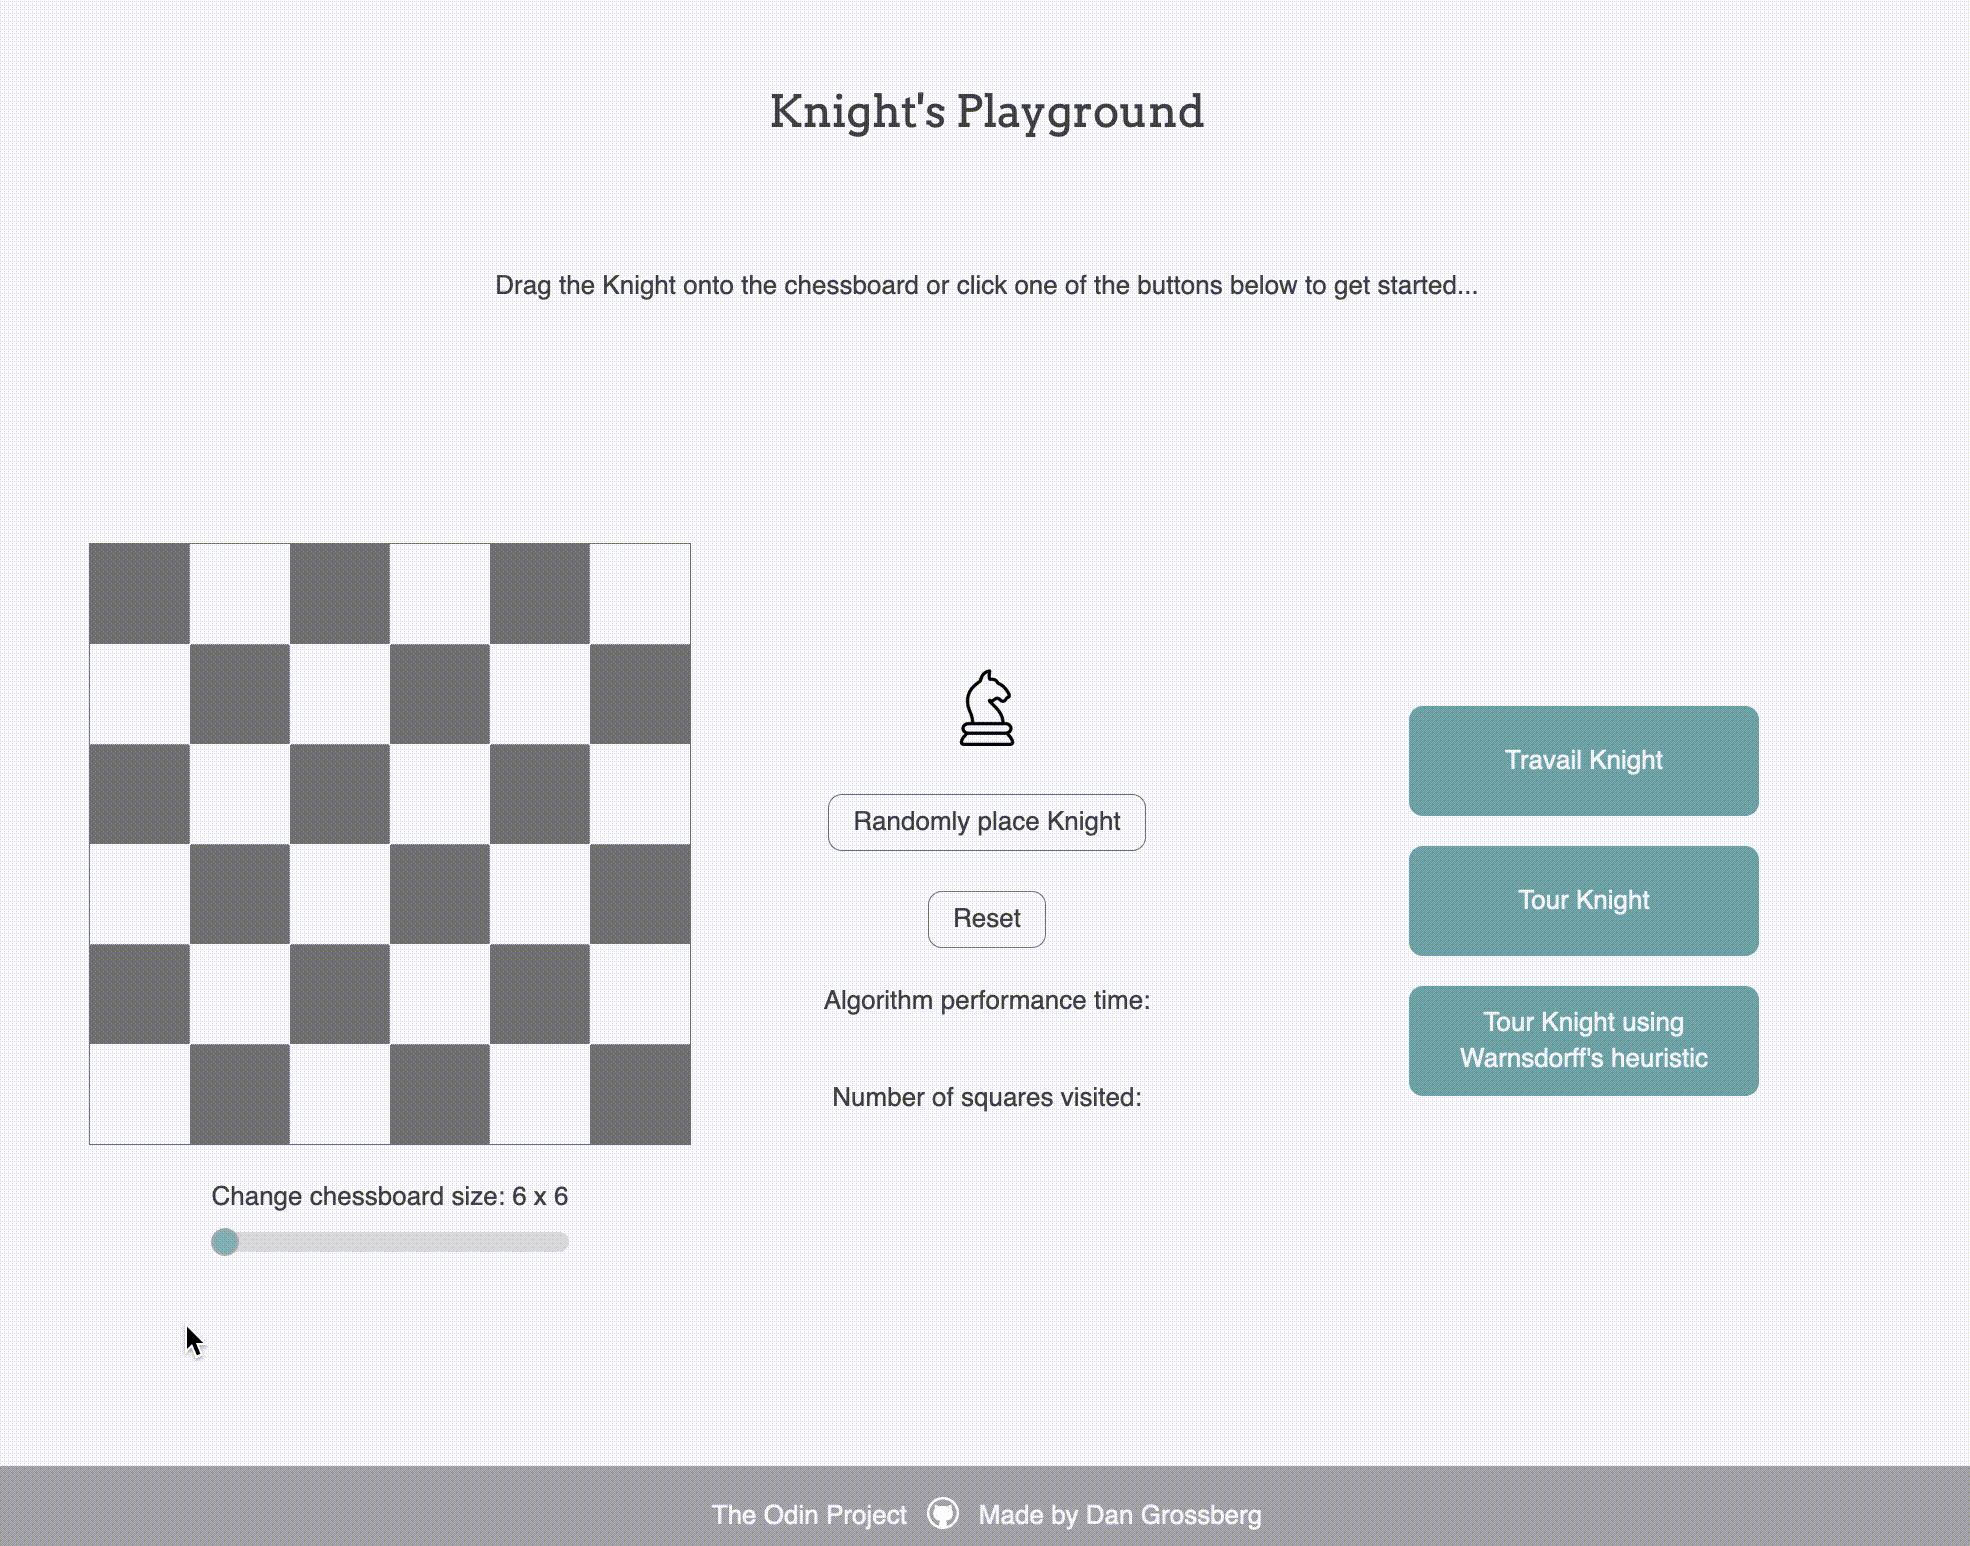 Knight's Playground
Drag the Knight onto the chessboard or click one of the buttons below to get started...
Randomly place Knight
Reset
Algorithm performance time:
Number of squares visited:
Travail Knight
Tour Knight
Tour Knight using
Warnsdorff's heuristic
Change chessboard size: 6 x 6
The Odin Project Made by Dan Grossberg